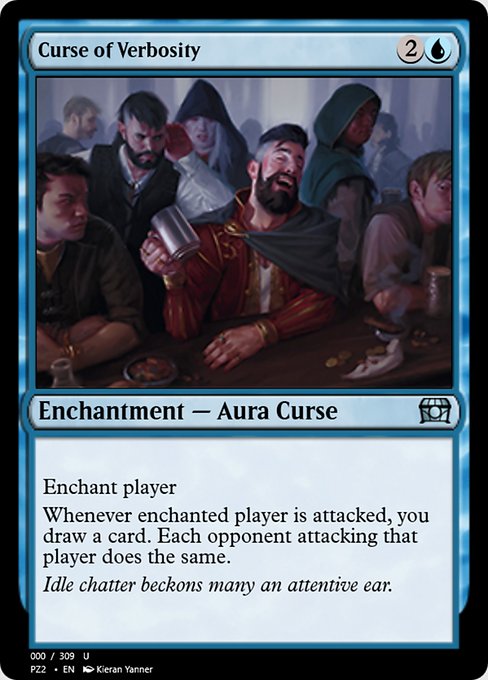 Curse of Verbosity 2
Enchantment — Aura Curse
Enchant player
Whenever enchanted player is attacked, you
draw a card. Each opponent attacking that
player does the same.
Idle chatter beckons many an attentive ear.
000 / 309 U
PZ2 • EN Kieran Yanner